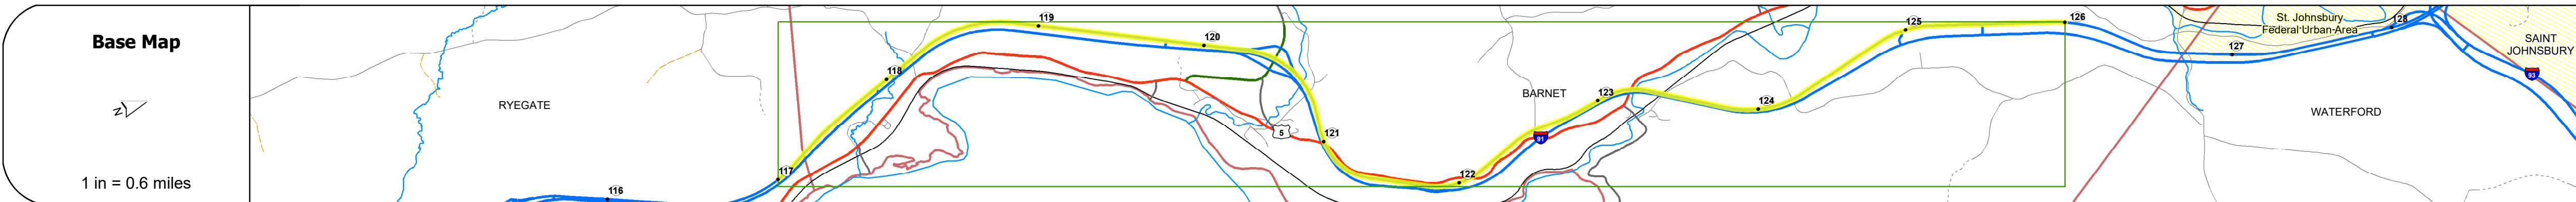 Base Map
N
1 in = 0.6 miles
RYEGATE
116
117
118
119
120
5
121
122
BARNET
91
123
124
125
126
127
St. Johnsbury
Federal Urban Area
128
SAINT
JOHNSBURY
93
WATERFORD